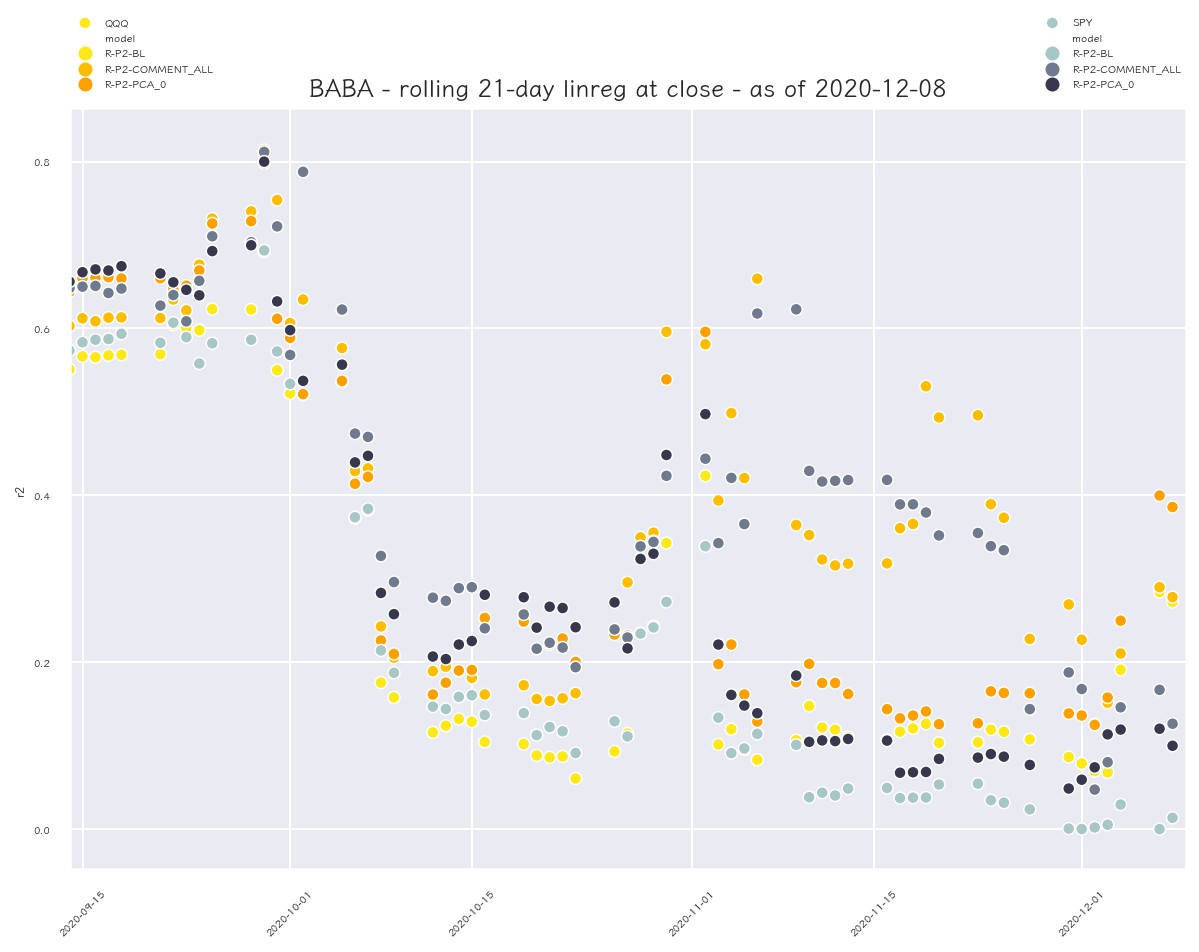 QQQ
model
R-P2-BL
R-P2-COMMENT_ALL
R-P2-PCA_0
SPY
model
R-P2-BL
R-P2-COMMENT_ALL
R-P2-PCA_0
BABA - rolling 21-day linreg at close - as of 2020-12-08
0.8
0.6
0.4
0.2
0.0
r2
2020-09-15
2020-10-01
2020-10-15
2020-11-01
2020-11-15
2020-12-01